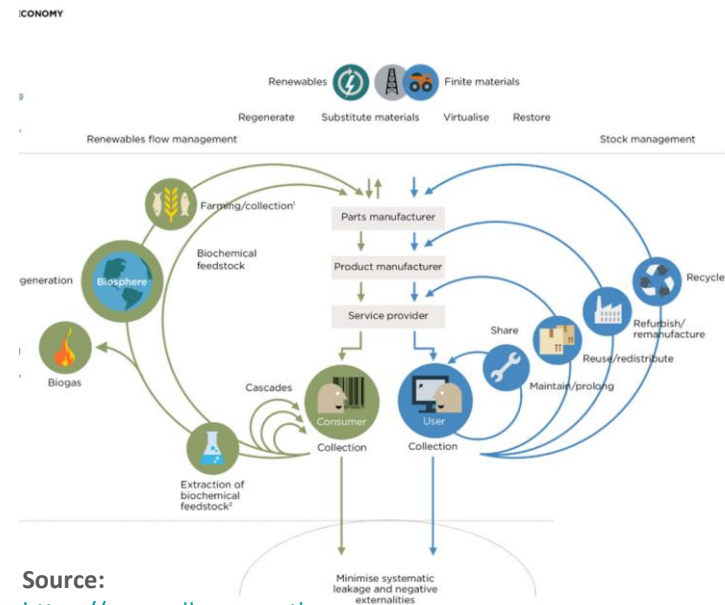 ECONOMY
Renewables
Finite materials
Regenerate
Substitute materials
Virtualise
Restore
Renewables flow management
Stock management
Farming/collection¹
Parts manufacturer
Biochemical
feedstock
Product manufacturer
generation
Biosphere
Recycle
Service provider
Refurbish/
remanufacture
Share
Reuse/redistribute
Biogas
Maintain/prolong
Cascades
Consumer
User
Collection
Collection
Extraction of
biochemical
feedstock²
Minimise systematic
leakage and negative
externalities
Source: